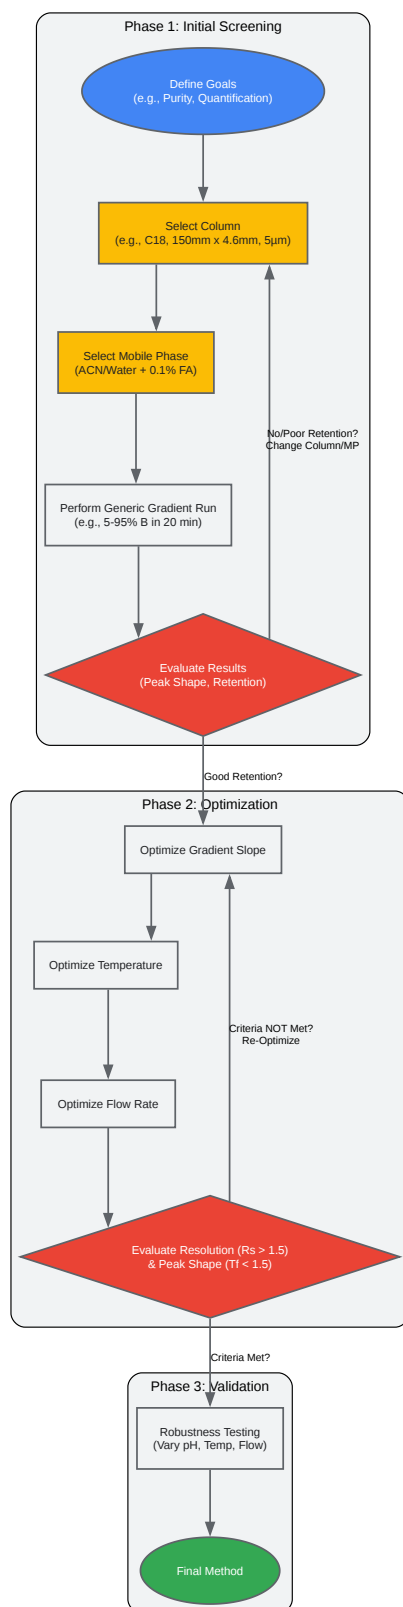 Phase 1: Initial Screening
Define Goals
(e.g., Purity, Quantification)
Select Column
(e.g., C18, 150mm x 4.6mm, 5µm)
Select Mobile Phase
(ACN/Water + 0.1% FA)
No/Poor Retention?
Change Column/MP
Perform Generic Gradient Run
(e.g., 5-95% B in 20 min)
Evaluate Results
(Peak Shape, Retention)
Good Retention?
Phase 2: Optimization
Optimize Gradient Slope
Optimize Temperature
Criteria NOT Met?
Re-Optimize
Optimize Flow Rate
Evaluate Resolution (Rs > 1.5)
& Peak Shape (Tf < 1.5)
Criteria Met?
Phase 3: Validation
Robustness Testing
(Vary pH, Temp, Flow)
Final Method